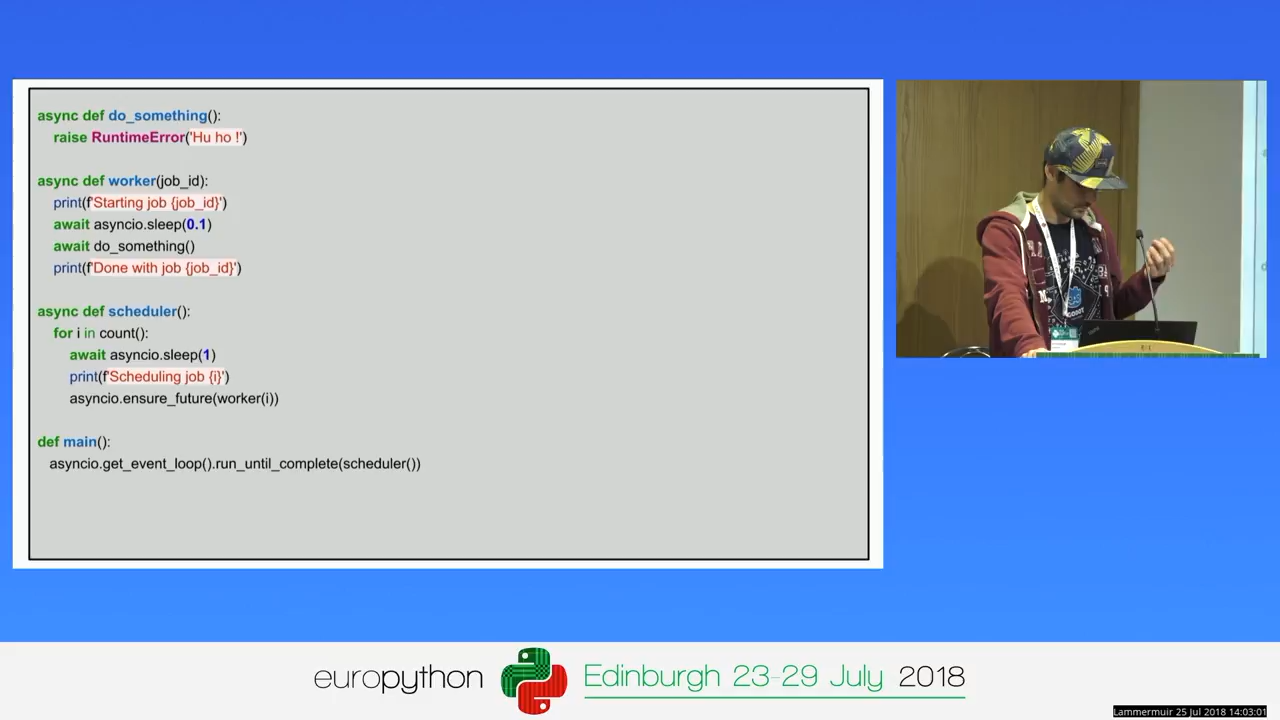 async def do_something():
raise RuntimeError('Hu ho !')
async def worker(job_id):
print(f'Starting job {job_id}')
await asyncio.sleep(0.1)
await do_something()
print(f'Done with job {job_id}')
async def scheduler():
for i in count():
await asyncio.sleep(1)
print(f'Scheduling job {i}')
asyncio.ensure_future(worker(i))
def main():
asyncio.get_event_loop().run_until_complete(scheduler())
europython
Edinburgh 23-29 July 2018
Lammermuir 25 Jul 2018 14:03:01